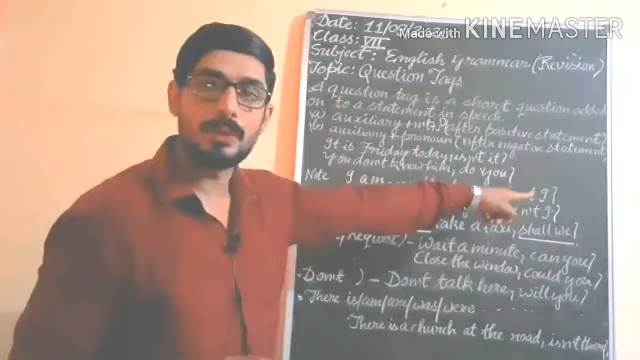 Made with KINEMASTER
Date: 11/09/20
Class: VII
Subject: English Grammar (Revision)
Topic: Question Tags
A question tag is a short question added
on to a statement in speech.
(a) auxiliary + n't + P (after positive statement)
(b) auxiliary + pronoun (after negative statement)
It is Friday today, isn't it?
You don't know him, do you?
Note I am I?
n't I?
take a taxi, shall we?
(Request) - Wait a minute, can you?
Close the window, could you?
Don't ) - Don't talk here, will you?
There is/am/are/was/were
There is a church at the road, isn't there